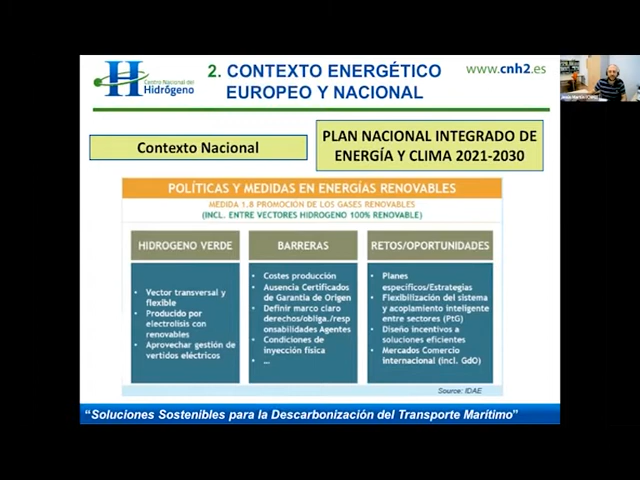 Centro Nacional del
Hidrógeno
2. CONTEXTO ENERGÉTICO
EUROPEO Y NACIONAL
www.cnh2.es
Contexto Nacional
PLAN NACIONAL INTEGRADO DE
ENERGÍA Y CLIMA 2021-2030
POLÍTICAS Y MEDIDAS EN ENERGÍAS RENOVABLES
MEDIDA 1.8 PROMOCIÓN DE LOS GASES RENOVABLES
(INCL. ENTRE VECTORES HIDROGENO 100% RENOVABLE)
HIDROGENO VERDE
• Vector transversal y
flexible
• Producido por
electrolisis con
renovables
• Aprovechar gestión de
vertidos eléctricos
BARRERAS
• Costes producción
• Ausencia Certificados
de Garantía de Origen
• Definir marco claro
derechos/obliga./resp
onsabilidades Agentes
• Condiciones de
inyección física
• ...
RETOS/OPORTUNIDADES
• Planes
específicos/Estrategias
• Flexibilización del sistema
y acoplamiento inteligente
entre sectores (PtG)
• Diseño incentivos a
soluciones eficientes
• Mercados Comercio
internacional (incl. GdO)
Source: IDAE
“Soluciones Sostenibles para la Descarbonización del Transporte Marítimo”